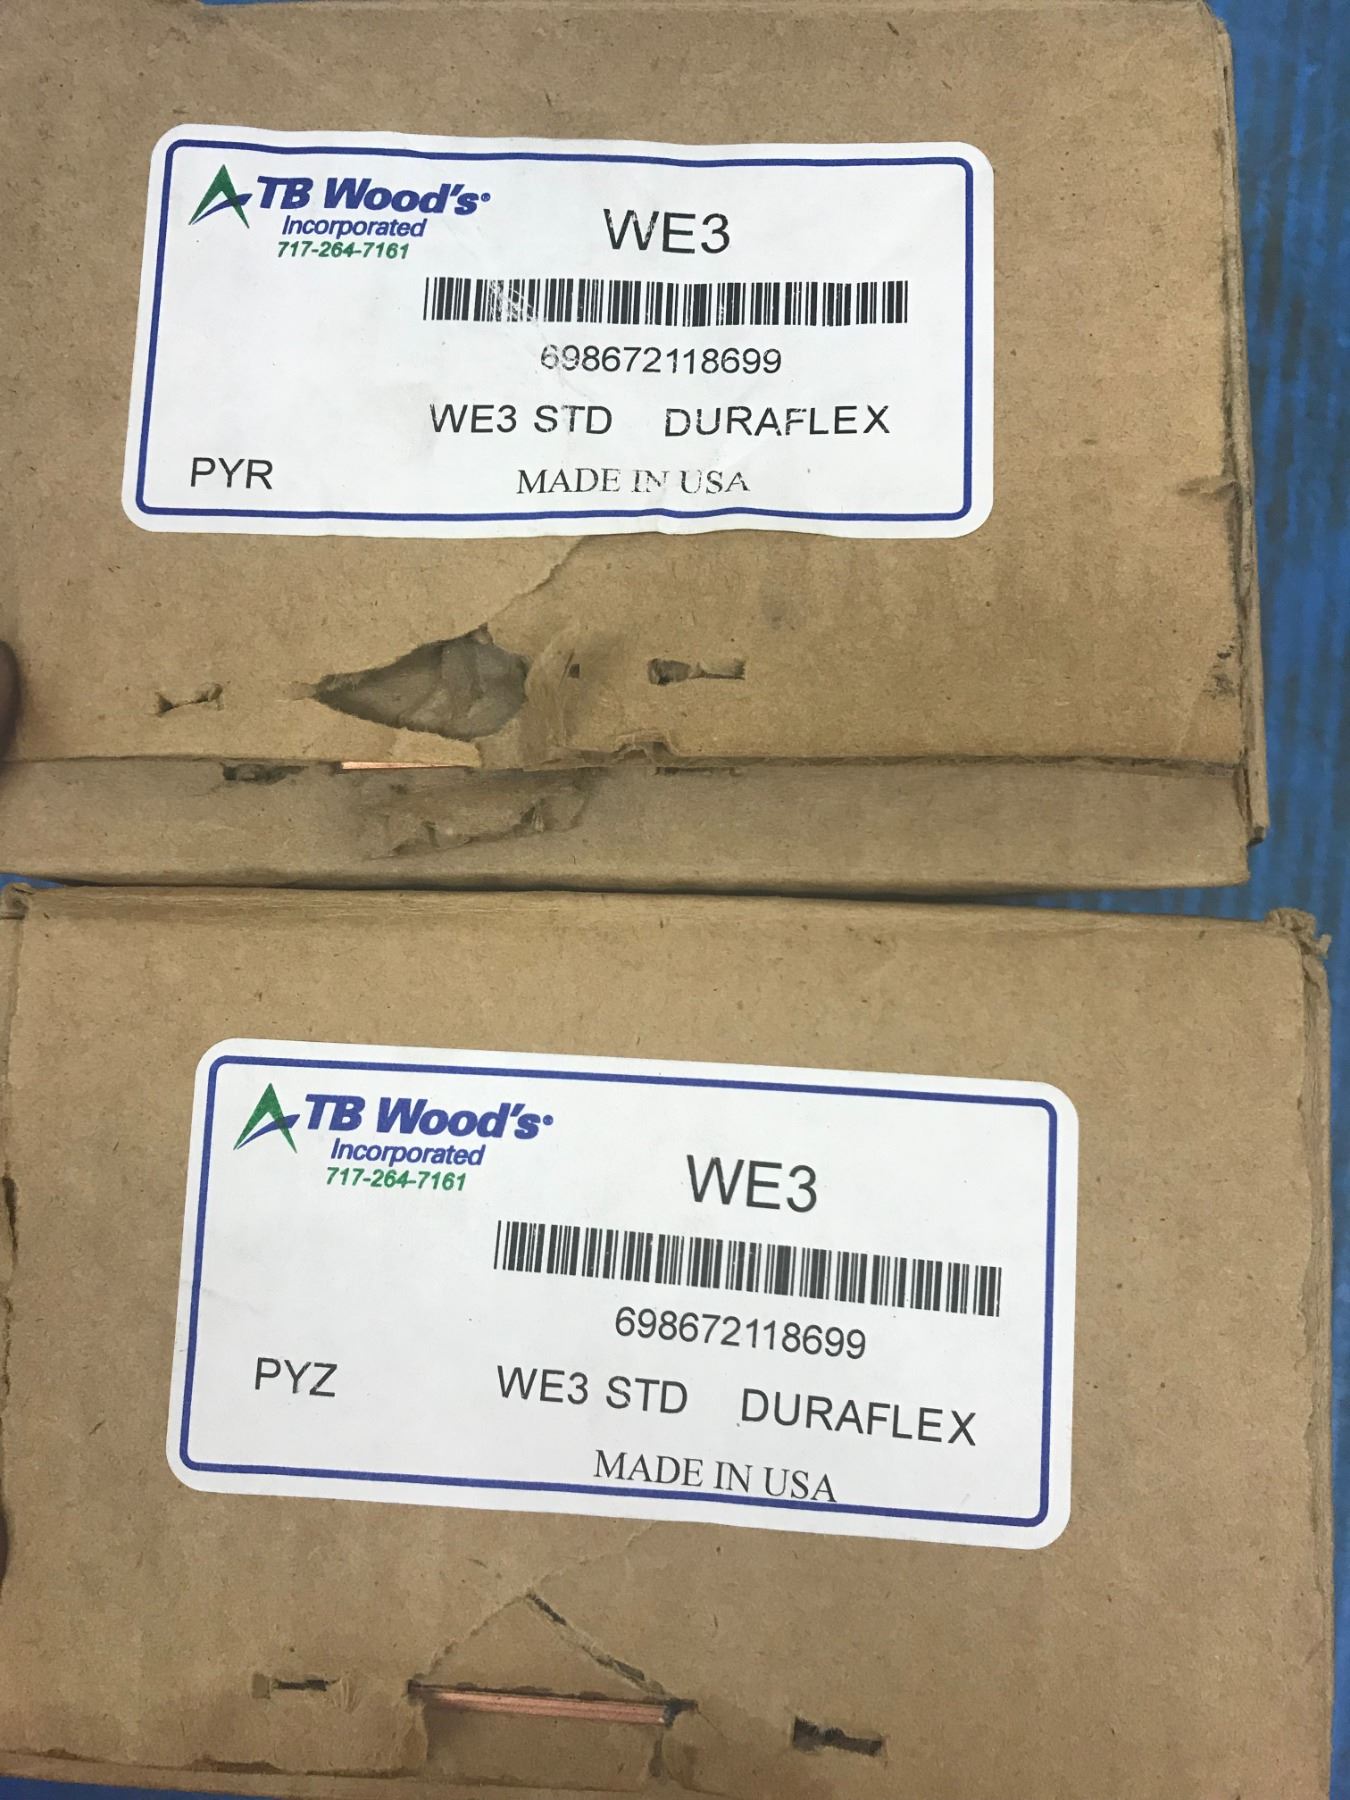 TB Wood's®
Incorporated
717-264-7161
WE3
698672118699
WE3 STD DURAFLEX
PYR
MADE IN USA
TB Wood's®
Incorporated
717-264-7161
WE3
698672118699
PYZ
WE3 STD DURAFLEX
MADE IN USA